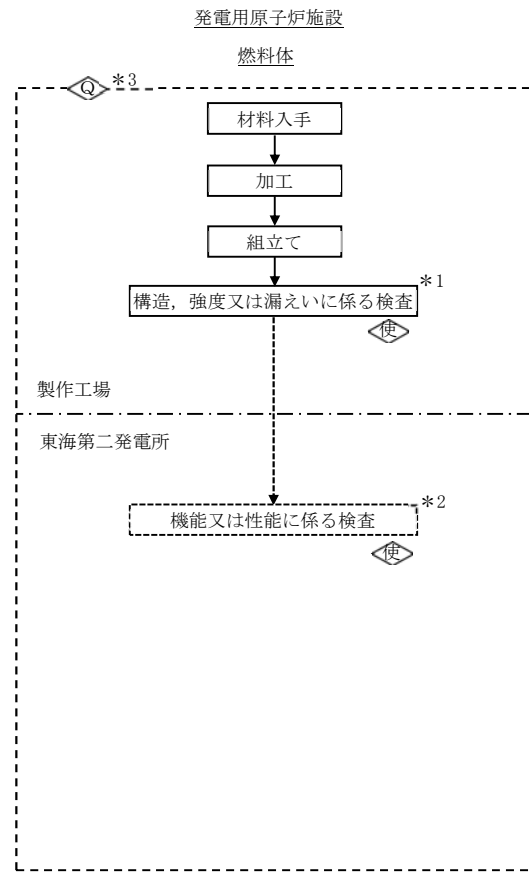 発電用原子炉施設
燃料体
Q *3
材料入手
加工
組立て
構造，強度又は漏えいに係る検査 *1
使
製作工場
東海第二発電所
機能又は性能に係る検査 *2
使